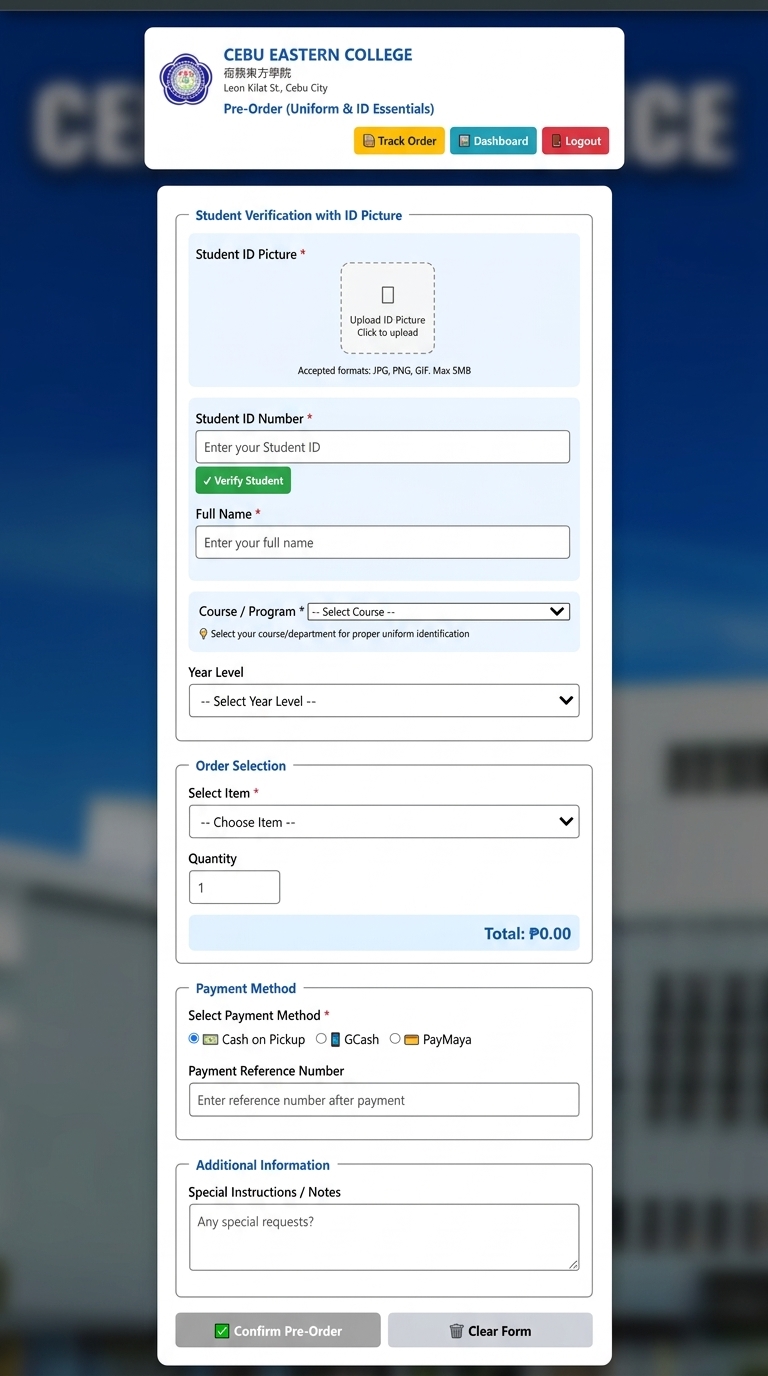 CE
CE
CEBU EASTERN COLLEGE
東方學院
Leon Kilat St., Cebu City
Pre-Order (Uniform & ID Essentials)
Track Order Dashboard Logout
Student Verification with ID Picture
Student ID Picture *
Upload ID Picture
Click to upload
Accepted formats: JPG, PNG, GIF. Max 5MB
Student ID Number *
Enter your Student ID
✓ Verify Student
Full Name *
Enter your full name
Course / Program * -- Select Course --
Select your course/department for proper uniform identification
Year Level
-- Select Year Level --
Order Selection
Select Item *
-- Choose Item --
Quantity
1
Total: ₱0.00
Payment Method
Select Payment Method *
Cash on Pickup GCash PayMaya
Payment Reference Number
Enter reference number after payment
Additional Information
Special Instructions / Notes
Any special requests?
✅ Confirm Pre-Order 🗑 Clear Form